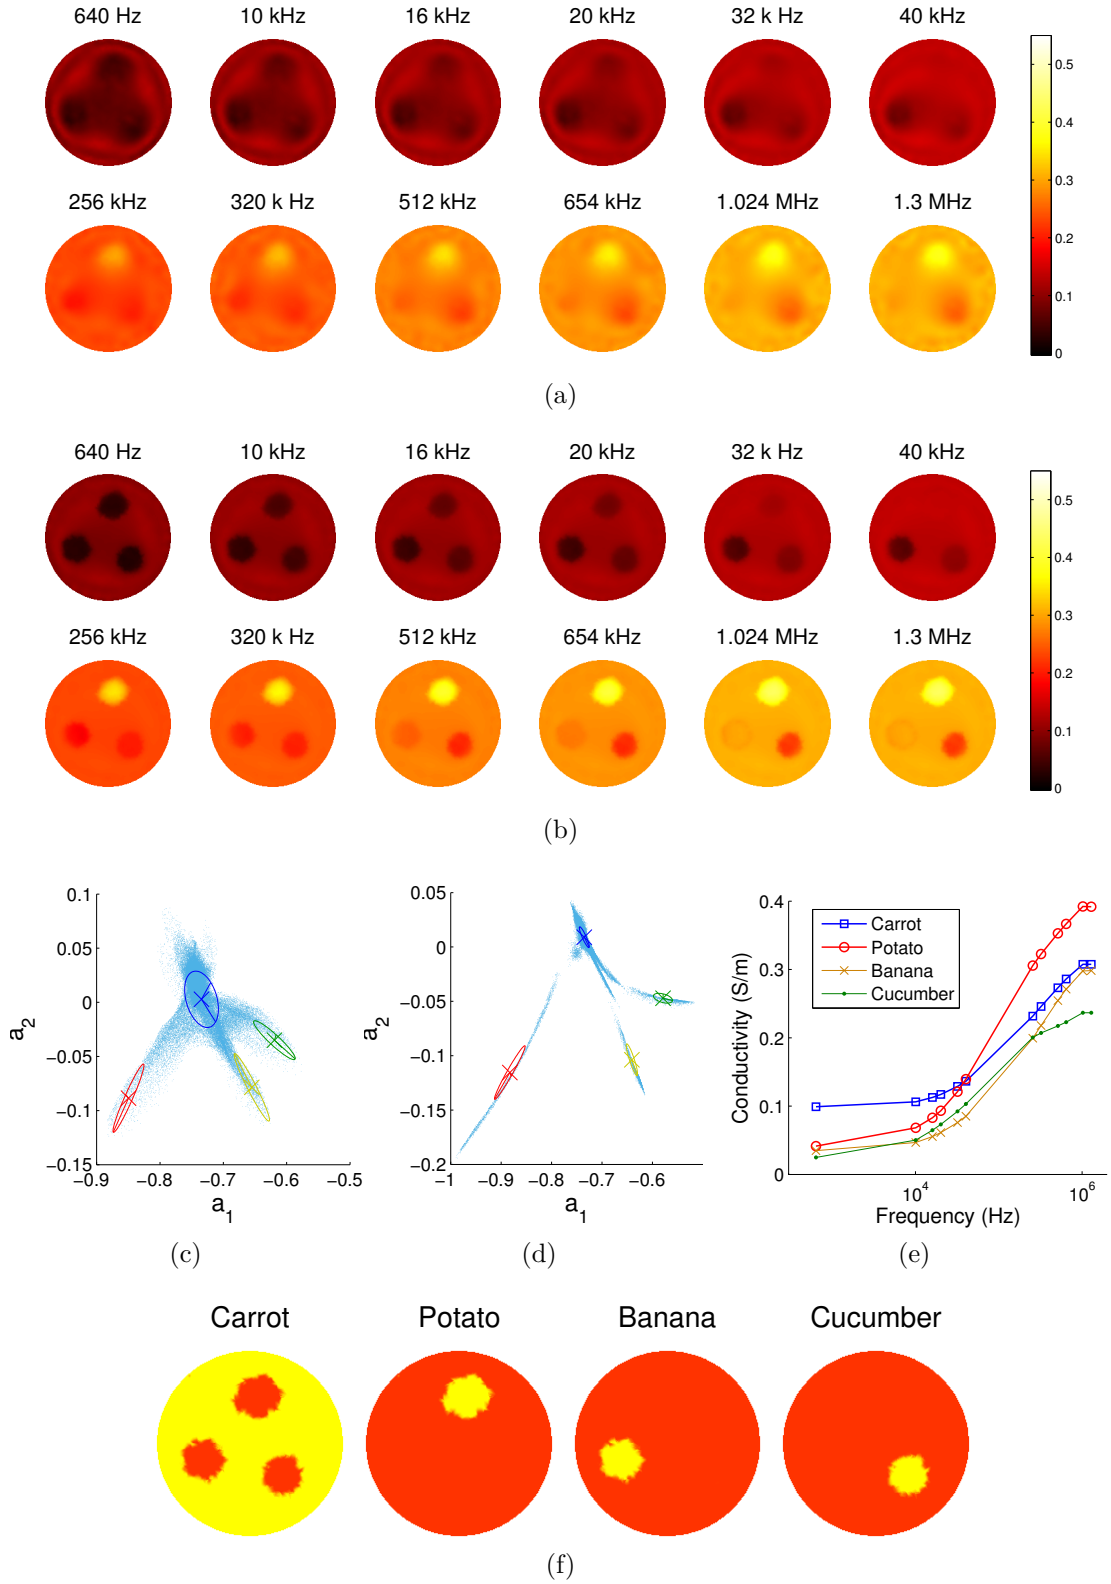 640 Hz 10 kHz 16 kHz 20 kHz 32 k Hz 40 kHz
0.5
0.4
0.3
0.2
0.1
0
256 kHz 320 k Hz 512 kHz 654 kHz 1.024 MHz 1.3 MHz
(a)
640 Hz 10 kHz 16 kHz 20 kHz 32 k Hz 40 kHz
0.5
0.4
0.3
0.2
0.1
0
256 kHz 320 k Hz 512 kHz 654 kHz 1.024 MHz 1.3 MHz
(b)
0.1
0.05
0
−0.05
−0.1
−0.15
a2
−0.9 −0.8 −0.7 −0.6 −0.5
a1
(c)
0.05
0
−0.05
−0.1
−0.15
−0.2
a2
−1 −0.9 −0.8 −0.7 −0.6
a1
(d)
0.4
0.3
0.2
0.1
0
Conductivity (S/m)
Carrot
Potato
Banana
Cucumber
10^4 10^6
Frequency (Hz)
(e)
Carrot Potato Banana Cucumber
(f)